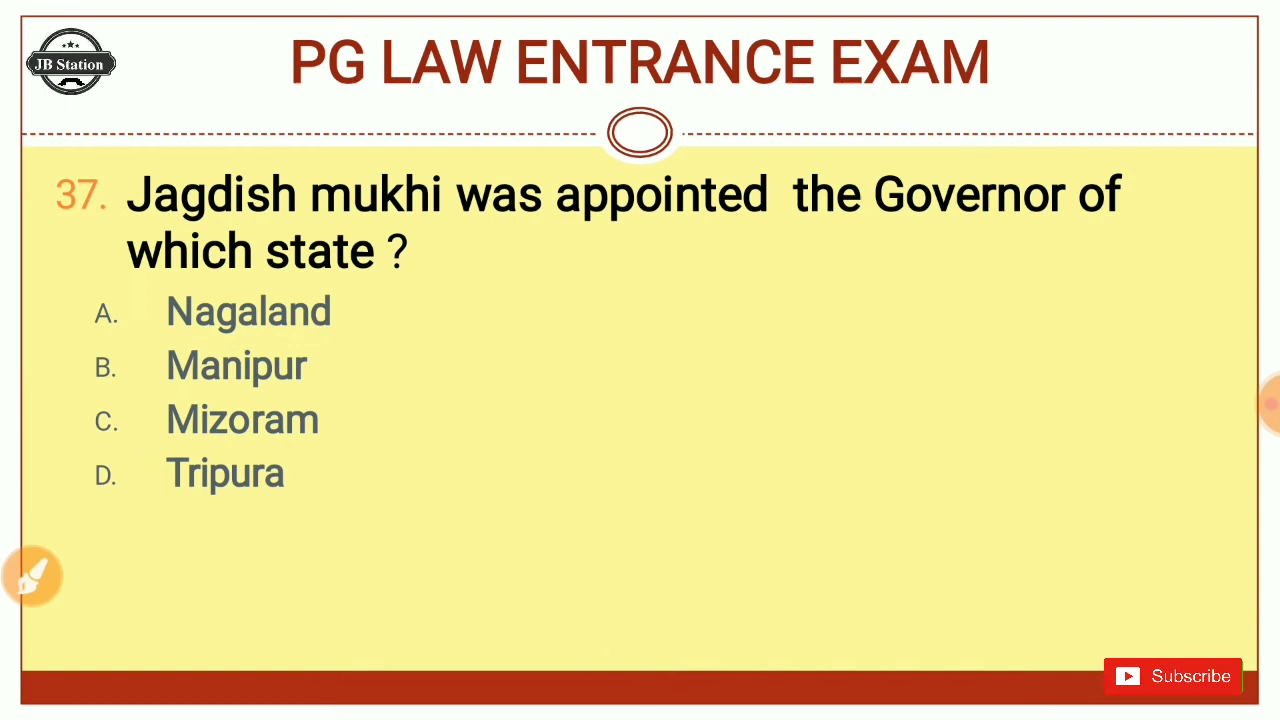 JB Station
PG LAW ENTRANCE EXAM
37. Jagdish mukhi was appointed the Governor of
which state ?
A. Nagaland
B. Manipur
C. Mizoram
D. Tripura
Subscribe